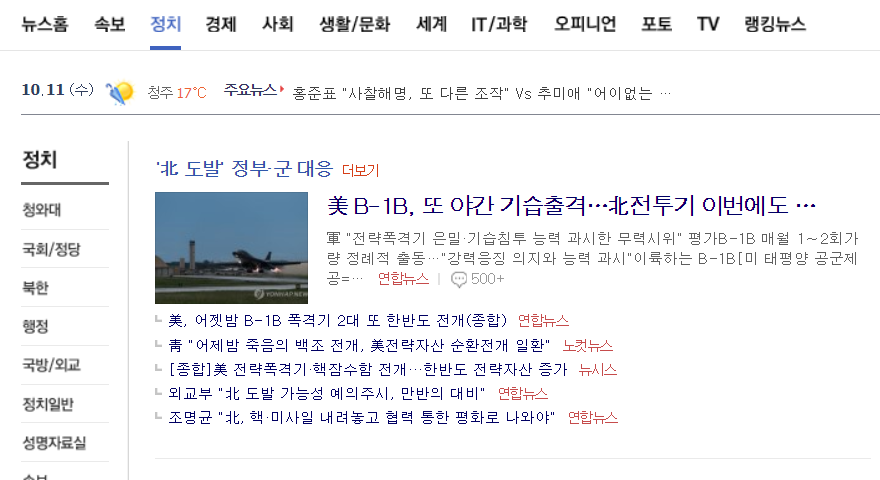 뉴스홈 속보 정치 경제 사회 생활/문화 세계 IT/과학 오피니언 포토 TV 랭킹뉴스
10.11 (수) 청주 17℃ 주요뉴스 홍준표 "사찰해명, 또 다른 조작" Vs 추미애 "어이없는 …
정치
청와대
국회/정당
북한
행정
국방/외교
정치일반
성명자료실
속보
'北 도발' 정부·군 대응 더보기
美 B-1B, 또 야간 기습출격…北전투기 이번에도 …
軍 "전략폭격기 은밀·기습침투 능력 과시한 무력시위" 평가B-1B 매월 1~2회가
량 정례적 출동…"강력응징 의지와 능력 과시"이륙하는 B-1B[미 태평양 공군제
공=… 연합뉴스 500+
YONHAPNEWS
美, 어젯밤 B-1B 폭격기 2대 또 한반도 전개(종합) 연합뉴스
靑 "어제밤 죽음의 백조 전개, 美전략자산 순환전개 일환" 노컷뉴스
[종합]美 전략폭격기·핵잠수함 전개…한반도 전략자산 증가 뉴시스
외교부 "北 도발 가능성 예의주시, 만반의 대비" 연합뉴스
조명균 "北, 핵·미사일 내려놓고 협력 통한 평화로 나와야" 연합뉴스